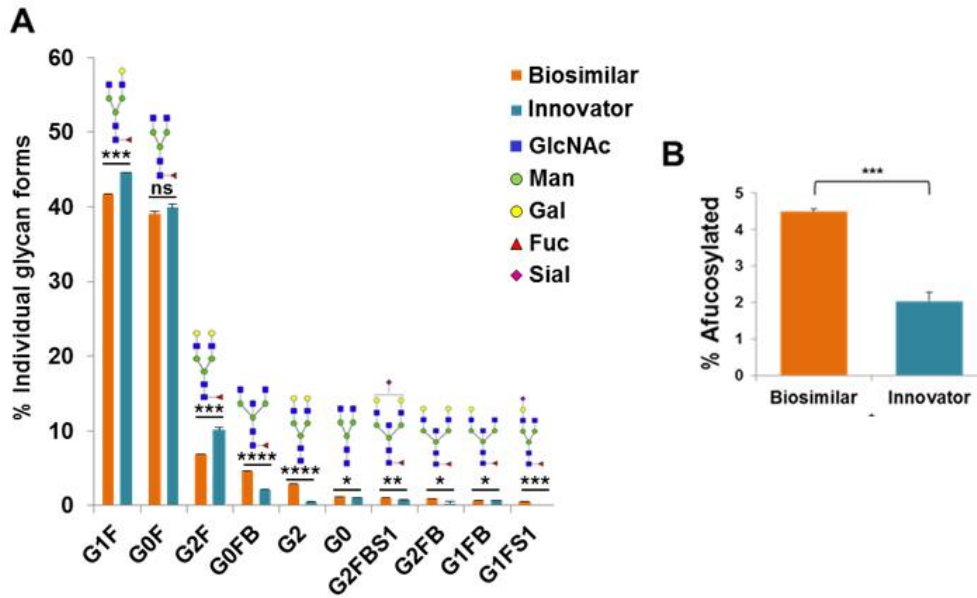 A
60
50
40
30
20
10
0
% Individual glycan forms
***
ns
***
****
****
*
**
*
*
***
G1F
G0F
G2F
G0FB
G2
G0
G2FBS1
G2FB
G1FB
G1FS1
Biosimilar
Innovator
GlcNAc
Man
Gal
Fuc
Sial
B
***
5
4
3
2
1
0
% Afucosylated
Biosimilar
Innovator